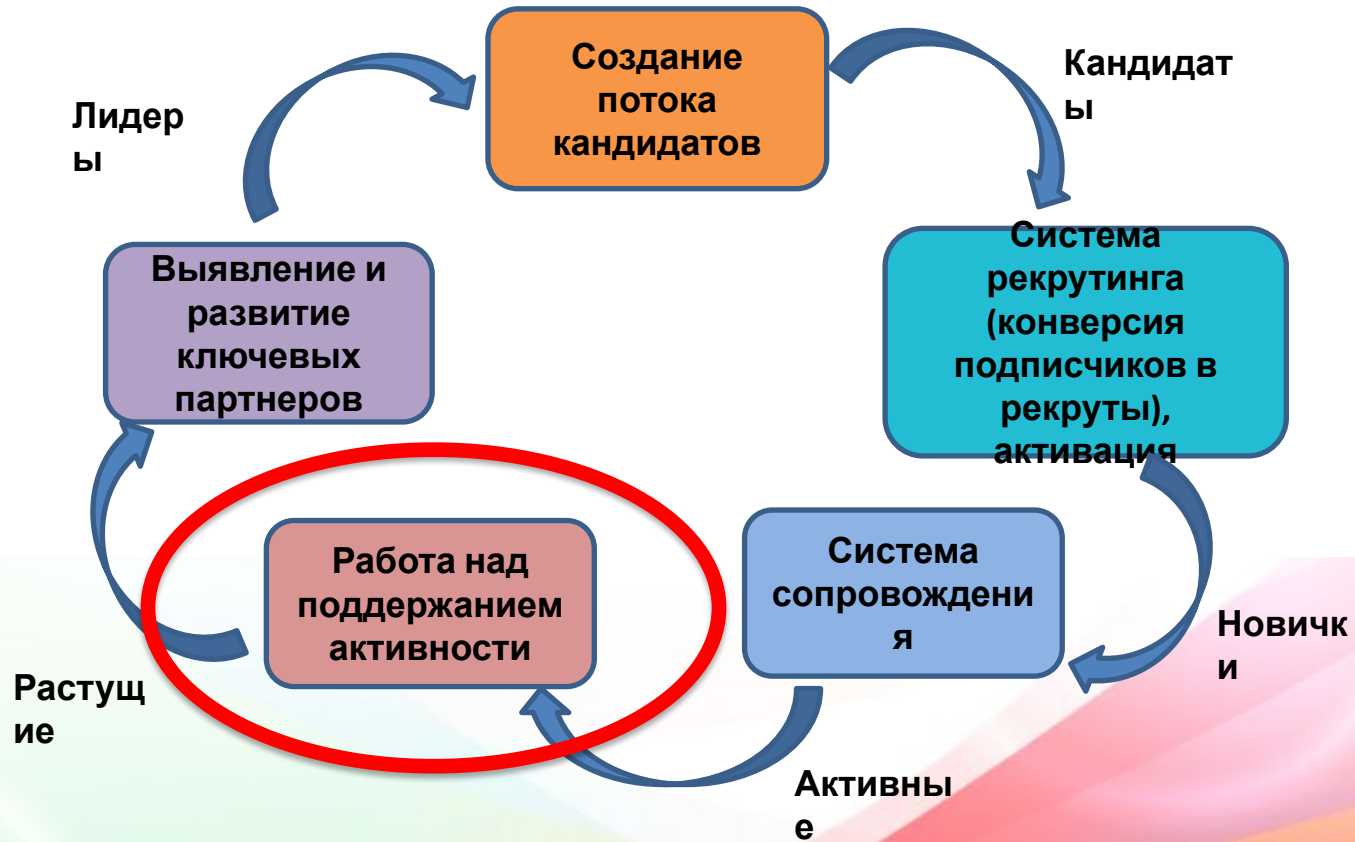 Создание
потока
кандидатов
Кандидат
ы
Лидер
ы
Система
рекрутинга
(конверсия
подписчиков в
рекруты),
активация
Выявление и
развитие
ключевых
партнеров
Работа над
поддержанием
активности
Система
сопровождени
я
Новичк
и
Растущ
ие
Активны
е